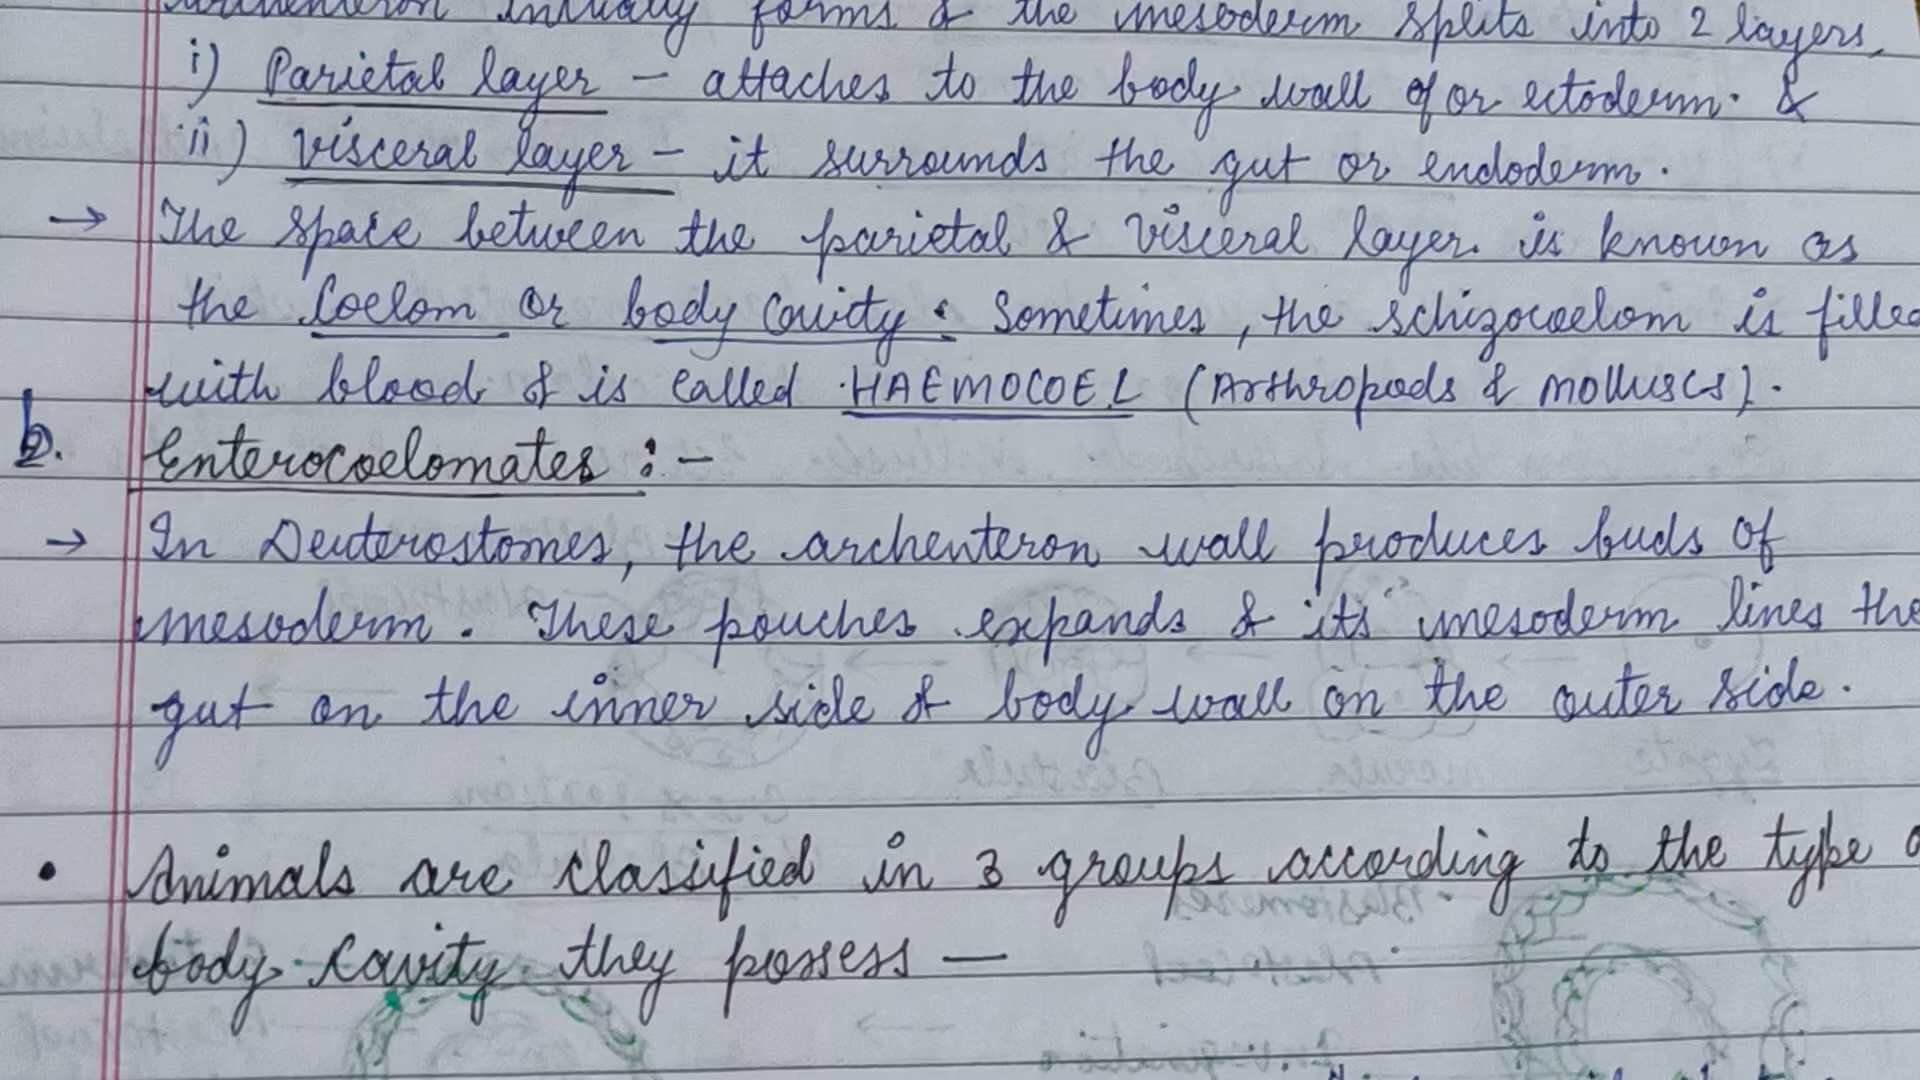 archenteron initially forms & the mesoderm splits into 2 layers,
i) Parietal layer - attaches to the body wall of or ectoderm. &
ii) visceral layer - it surrounds the gut or endoderm.
→ The space between the parietal & visceral layer is known as
the Coelom or body cavity : Sometimes, the schizocoelom is filled
with blood & is called HAEMOCOEL (Arthropods & Molluscs).
b. Enterocoelomates :-
→ In Deuterostomes, the archenteron wall produces buds of
mesoderm. These pouches expands & its mesoderm lines the
gut on the inner side & body wall on the outer side.
• Animals are classified in 3 groups according to the type
body cavity they possess —